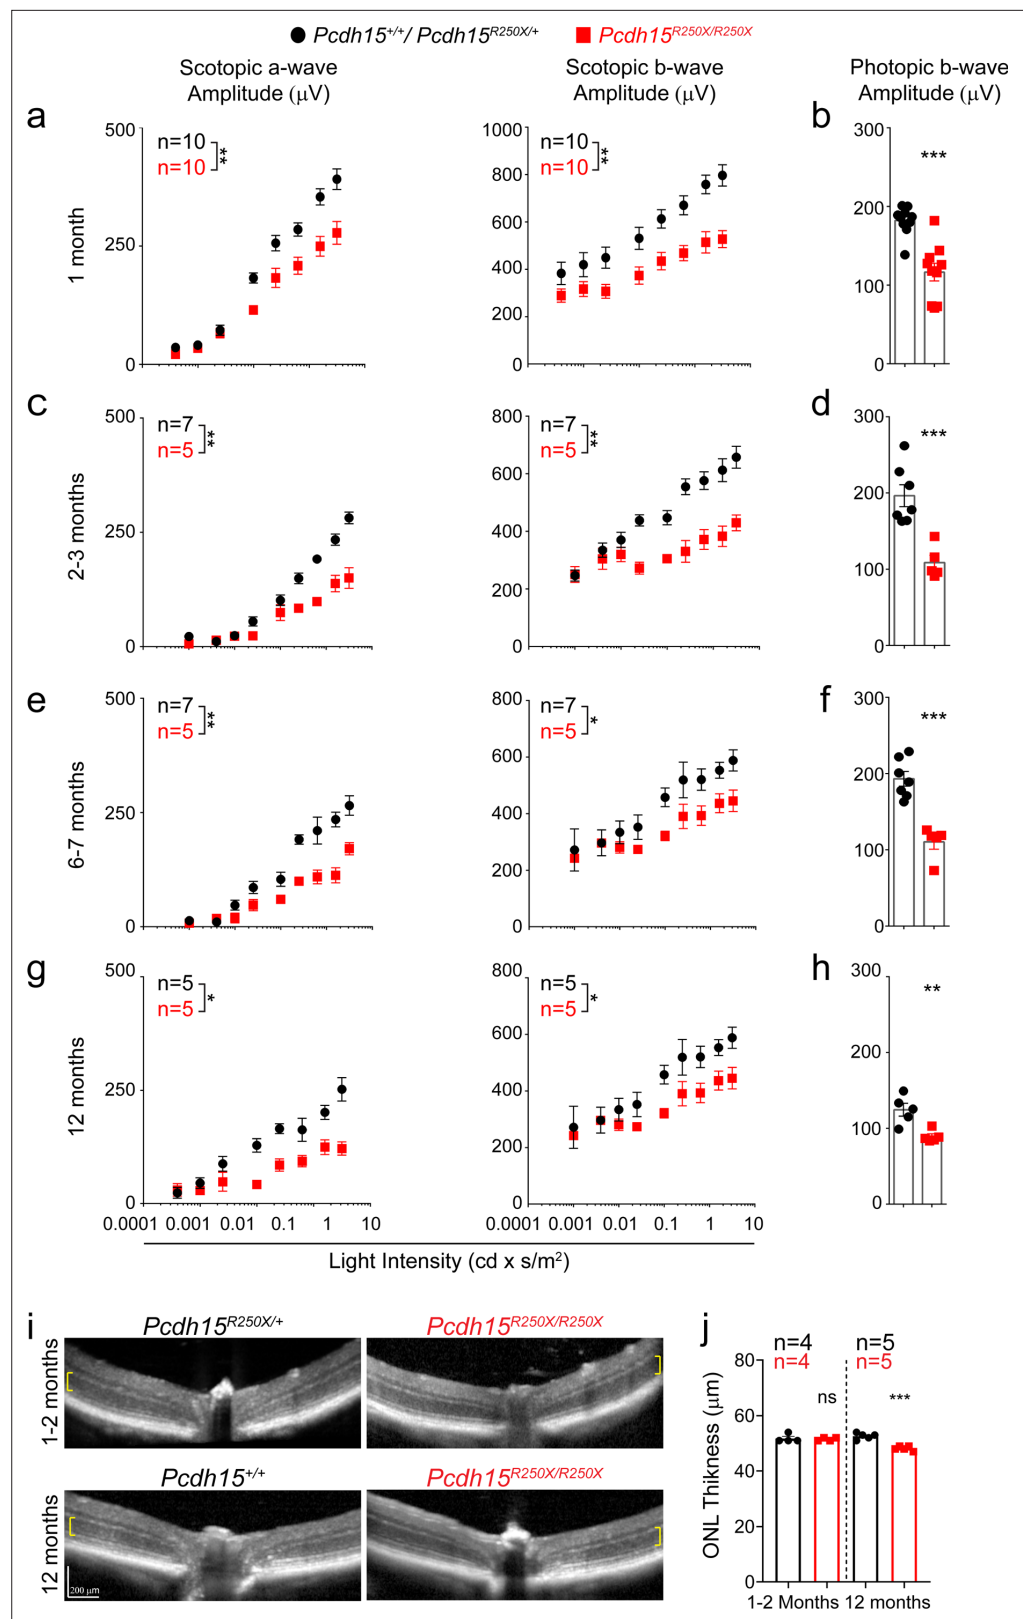 Pcdh15+/+/ Pcdh15R250X/+ Pcdh15R250X/R250X
Scotopic a-wave Amplitude (μV)
Scotopic b-wave Amplitude (μV)
Photopic b-wave Amplitude (μV)
a
1 month
500
250
0
n=10
n=10
**
1000
800
600
400
200
0
n=10
n=10
**
b
300
200
100
0
***
c
2-3 months
500
250
0
n=7
n=5
**
800
600
400
200
0
n=7
n=5
**
d
300
200
100
0
***
e
6-7 months
500
250
0
n=7
n=5
**
800
600
400
200
0
n=7
n=5
*
f
300
200
100
0
***
g
12 months
500
250
0
n=5
n=5
*
800
600
400
200
0
n=5
n=5
*
h
300
200
100
0
**
0.0001 0.001 0.01 0.1 1 10
0.0001 0.001 0.01 0.1 1 10
Light Intensity (cd x s/m2)
i
Pcdh15R250X/+
Pcdh15R250X/R250X
1-2 months
Pcdh15+/+
Pcdh15R250X/R250X
12 months
200 μm
j
n=4 n=5
n=4 n=5
ONL Thikness (μm)
80
60
40
20
0
ns
***
1-2 Months 12 months